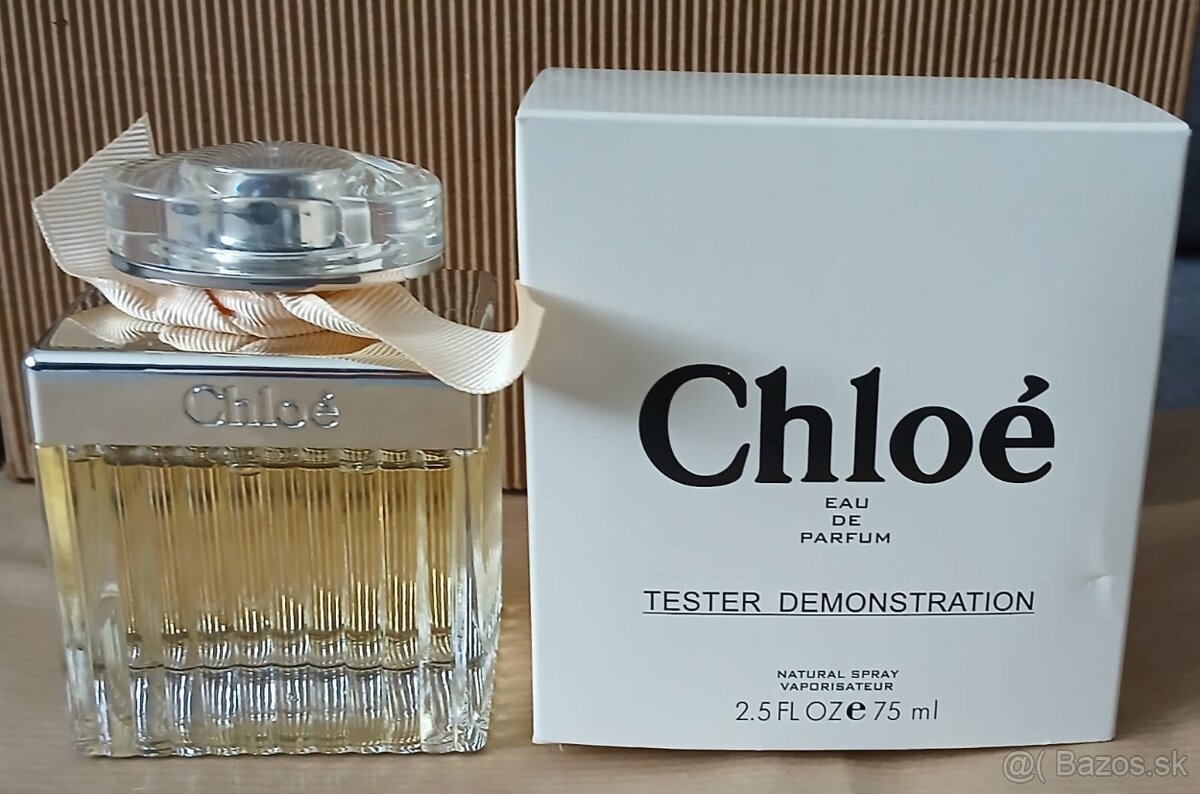 Chloé
Chloé
EAU
DE
PARFUM
TESTER DEMONSTRATION
NATURAL SPRAY
VAPORISATEUR
2.5 FL OZ e 75 ml
@( Bazos.sk